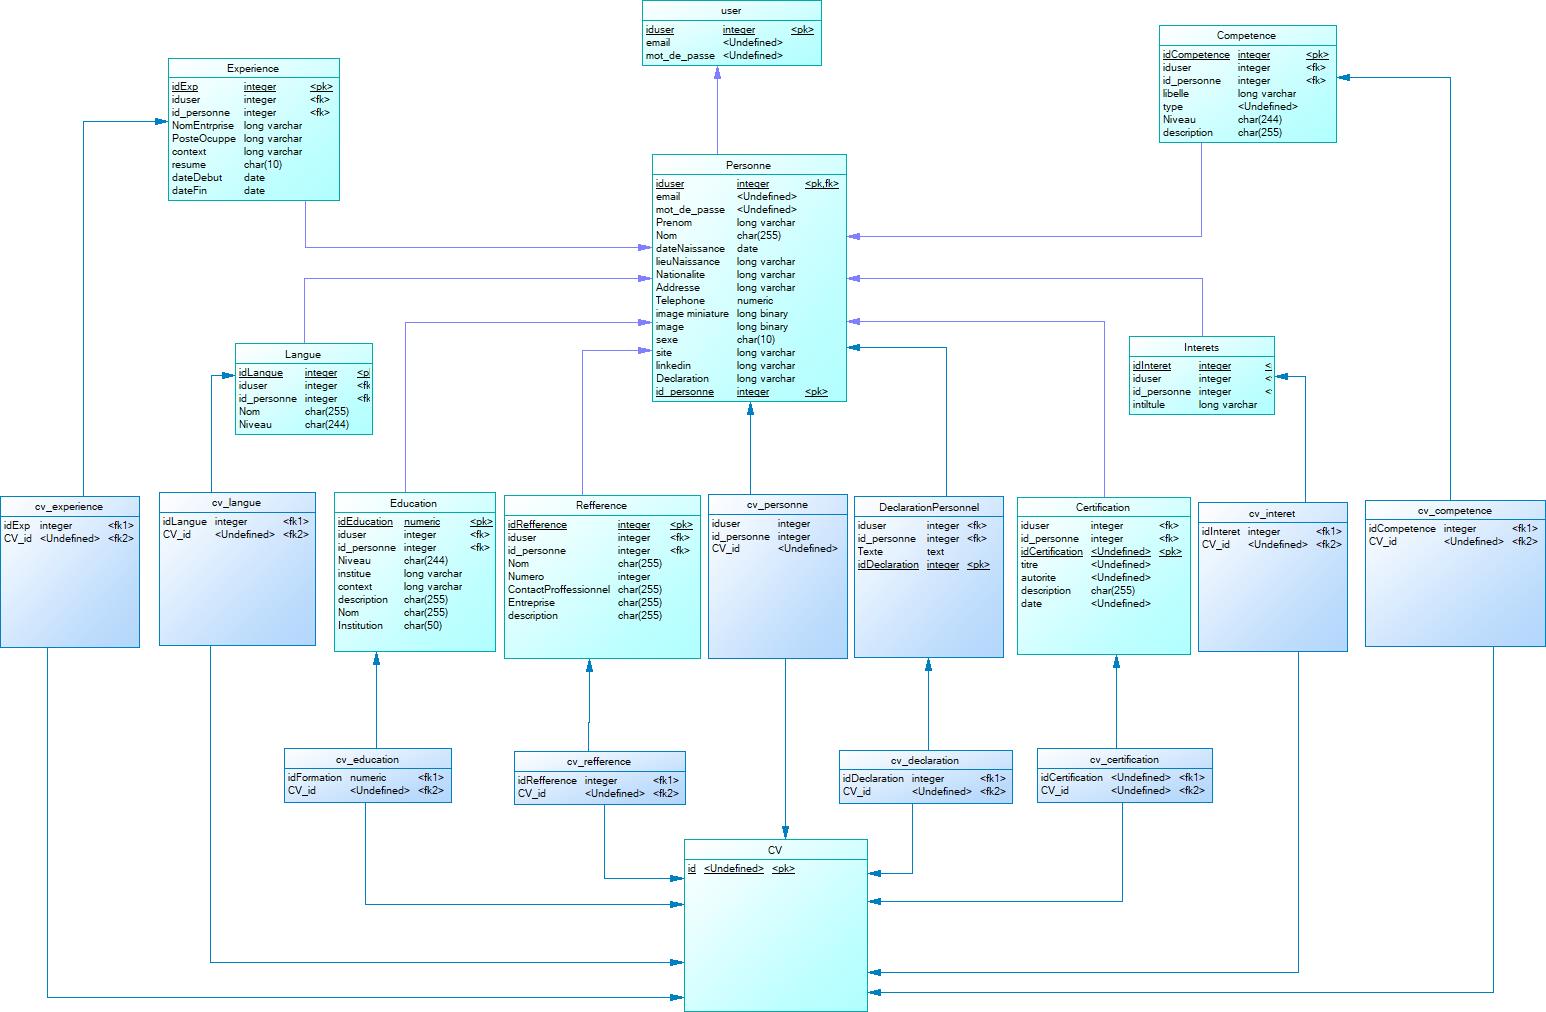 user
iduser integer <pk>
email <Undefined>
mot_de_passe <Undefined>
Competence
idCompetence integer <pk>
iduser integer <fk>
id_personne integer <fk>
libelle long varchar
type <Undefined>
Niveau char(244)
description char(255)
Experience
idExp integer <pk>
iduser integer <fk>
id_personne integer <fk>
NomEntrprise long varchar
PosteOcuppe long varchar
context long varchar
resume char(10)
dateDebut date
dateFin date
Personne
iduser integer <pk,fk>
email <Undefined>
mot_de_passe <Undefined>
Prenom long varchar
Nom char(255)
dateNaissance date
lieuNaissance long varchar
Nationalite long varchar
Addresse long varchar
Telephone numeric
image miniature long binary
image long binary
sexe char(10)
site long varchar
linkedin long varchar
Declaration long varchar
id_personne integer <pk>
Langue
idLangue integer <p
iduser integer <fk
id_personne integer <fk
Nom char(255)
Niveau char(244)
Interets
idInteret integer <
iduser integer <
id_personne integer <
intiltule long varchar
cv_experience
idExp integer <fk1>
CV_id <Undefined> <fk2>
cv_langue
idLangue integer <fk1>
CV_id <Undefined> <fk2>
Education
idEducation numeric <pk>
iduser integer <fk>
id_personne integer <fk>
Niveau char(244)
institue long varchar
context long varchar
description char(255)
Nom char(255)
Institution char(50)
Refference
idRefference integer <pk>
iduser integer <fk>
id_personne integer <fk>
Nom char(255)
Numero integer
ContactProffessionnel char(255)
Entreprise char(255)
description char(255)
cv_personne
iduser integer
id_personne integer
CV_id <Undefined>
DeclarationPersonnel
iduser integer <fk>
id_personne integer <fk>
Texte text
idDeclaration integer <pk>
Certification
iduser integer <fk>
id_personne integer <fk>
idCertification <Undefined> <pk>
titre <Undefined>
autorite <Undefined>
description char(255)
date <Undefined>
cv_interet
idInteret integer <fk1>
CV_id <Undefined> <fk2>
cv_competence
idCompetence integer <fk1>
CV_id <Undefined> <fk2>
cv_education
idFormation numeric <fk1>
CV_id <Undefined> <fk2>
cv_refference
idRefference integer <fk1>
CV_id <Undefined> <fk2>
cv_declaration
idDeclaration integer <fk1>
CV_id <Undefined> <fk2>
cv_certification
idCertification <Undefined> <fk1>
CV_id <Undefined> <fk2>
CV
id <Undefined> <pk>